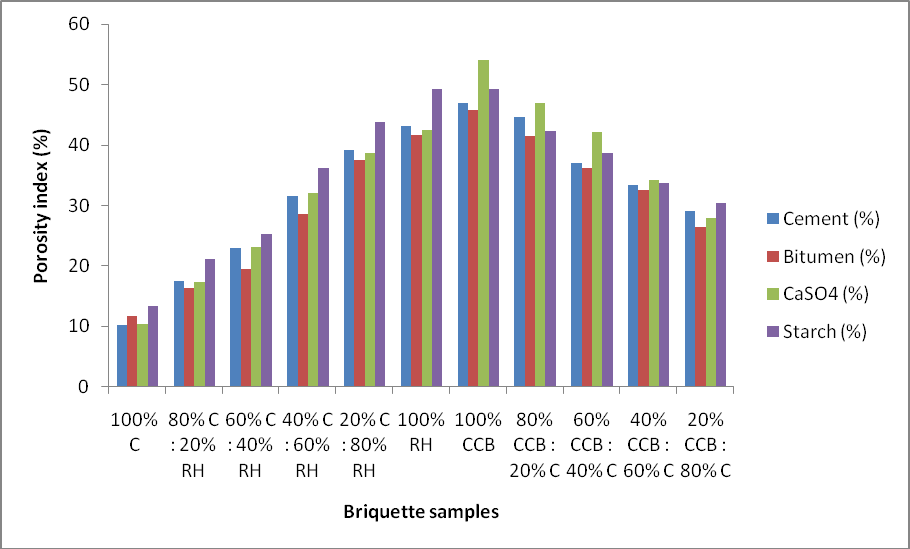 60
50
40
30
20
10
0
Porosity index (%)
100%
C
80% C
: 20%
RH
60% C
: 40%
RH
40% C
: 60%
RH
20% C
: 80%
RH
100%
RH
100%
CCB
80%
CCB :
20% C
60%
CCB :
40% C
40%
CCB :
60% C
20%
CCB :
80% C
Briquette samples
Cement (%)
Bitumen (%)
CaSO4 (%)
Starch (%)